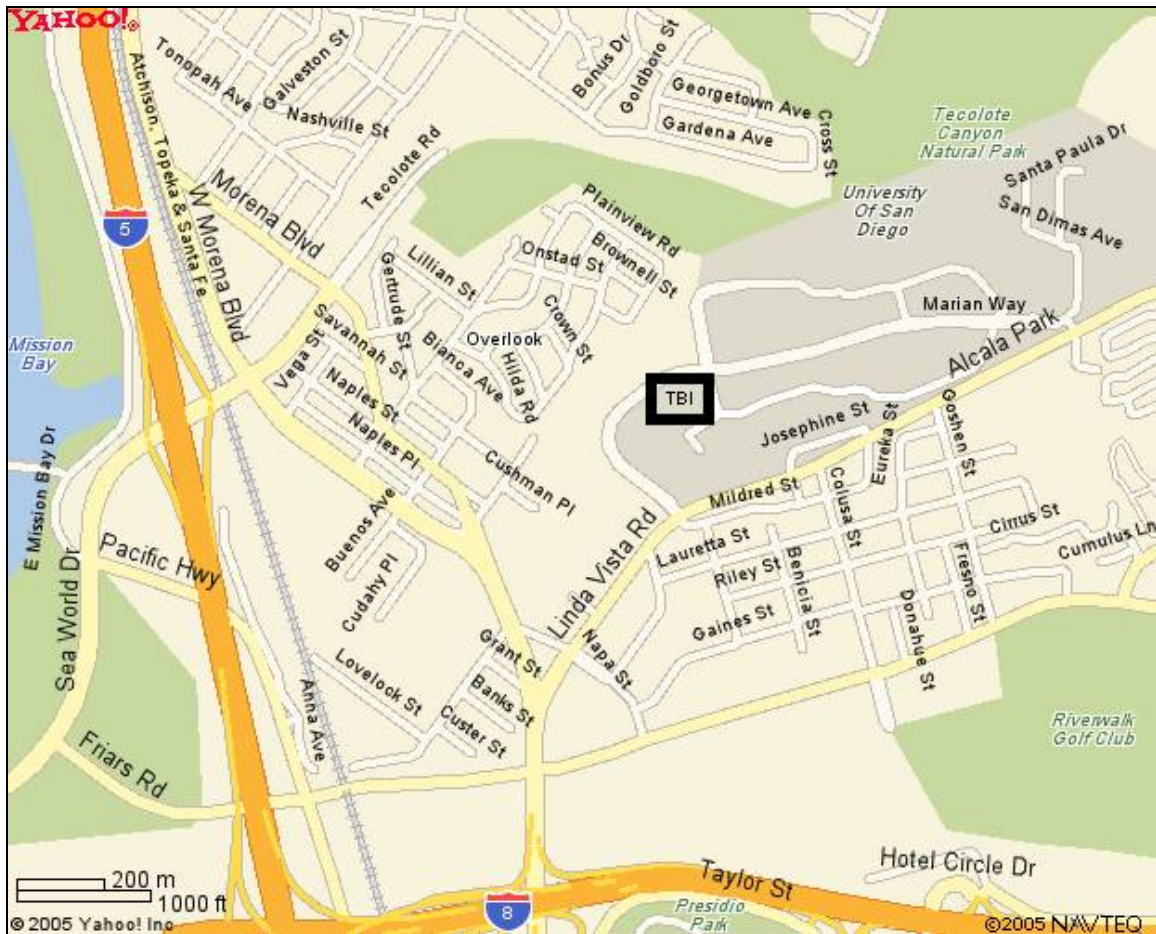 YAHOO!®
Atchison, Topeka & Santa Fe
Tonopah Ave
Galveston St
Nashville St
Bonus Dr
Goldboro St
Georgetown Ave
Gardena Ave
Cross St
Tecolote
Canyon
Natural Park
Santa Paula Dr
San Dimas Ave
University
Of San
Diego
Tecolote Rd
Morena Blvd
W Morena Blvd
5
Plainview Rd
Brownell St
Onstad St
Lillian St
Gertrude St
Crown St
Overlook
Hilda Rd
Bianca Ave
Savannah St
Vega St
Naples St
Naples Pl
Cushman Pl
Marian Way
Alcala Park
Mission
Bay
TBI
Josephine St
Eureka St
Goshen St
Mildred St
Colusa St
E Mission Bay Dr
Sea World Dr
Pacific Hwy
Buenos Ave
Cudahy Pl
Linda Vista Rd
Lauretta St
Riley St
Gaines St
Benicia St
Cirrus St
Cumulus Ln
Fresno St
Donahue St
Napa St
Grant St
Banks St
Custer St
Lovelock St
Anna Ave
Friars Rd
Riverwalk
Golf Club
Hotel Circle Dr
Taylor St
8
Presidio
Park
200 m
1000 ft
© 2005 Yahoo! Inc
©2005 NAVTEQ